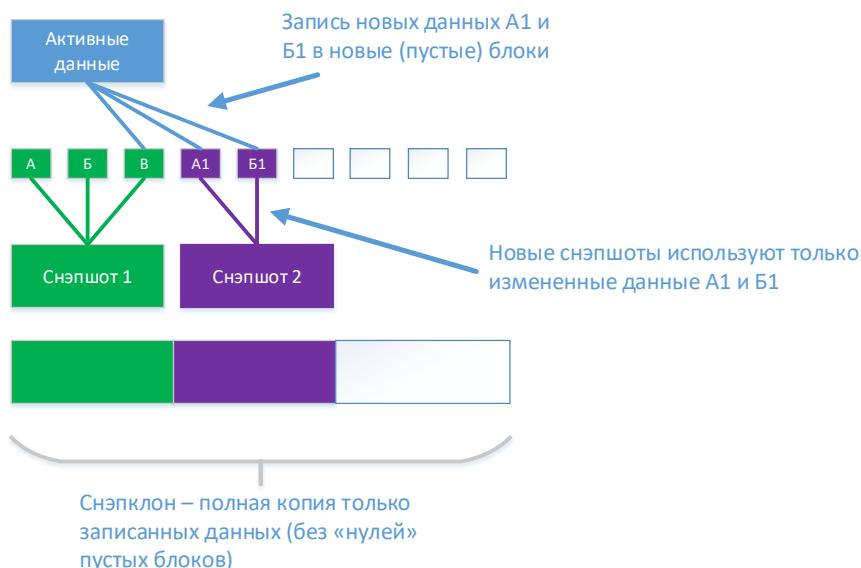 Запись новых данных А1 и
Б1 в новые (пустые) блоки
Активные
данные
А
Б
В
А1
Б1
Новые снэпшоты используют только
измененные данные А1 и Б1
Снэпшот 1
Снэпшот 2
Снэпклон – полная копия только
записанных данных (без «нулей»
пустых блоков)